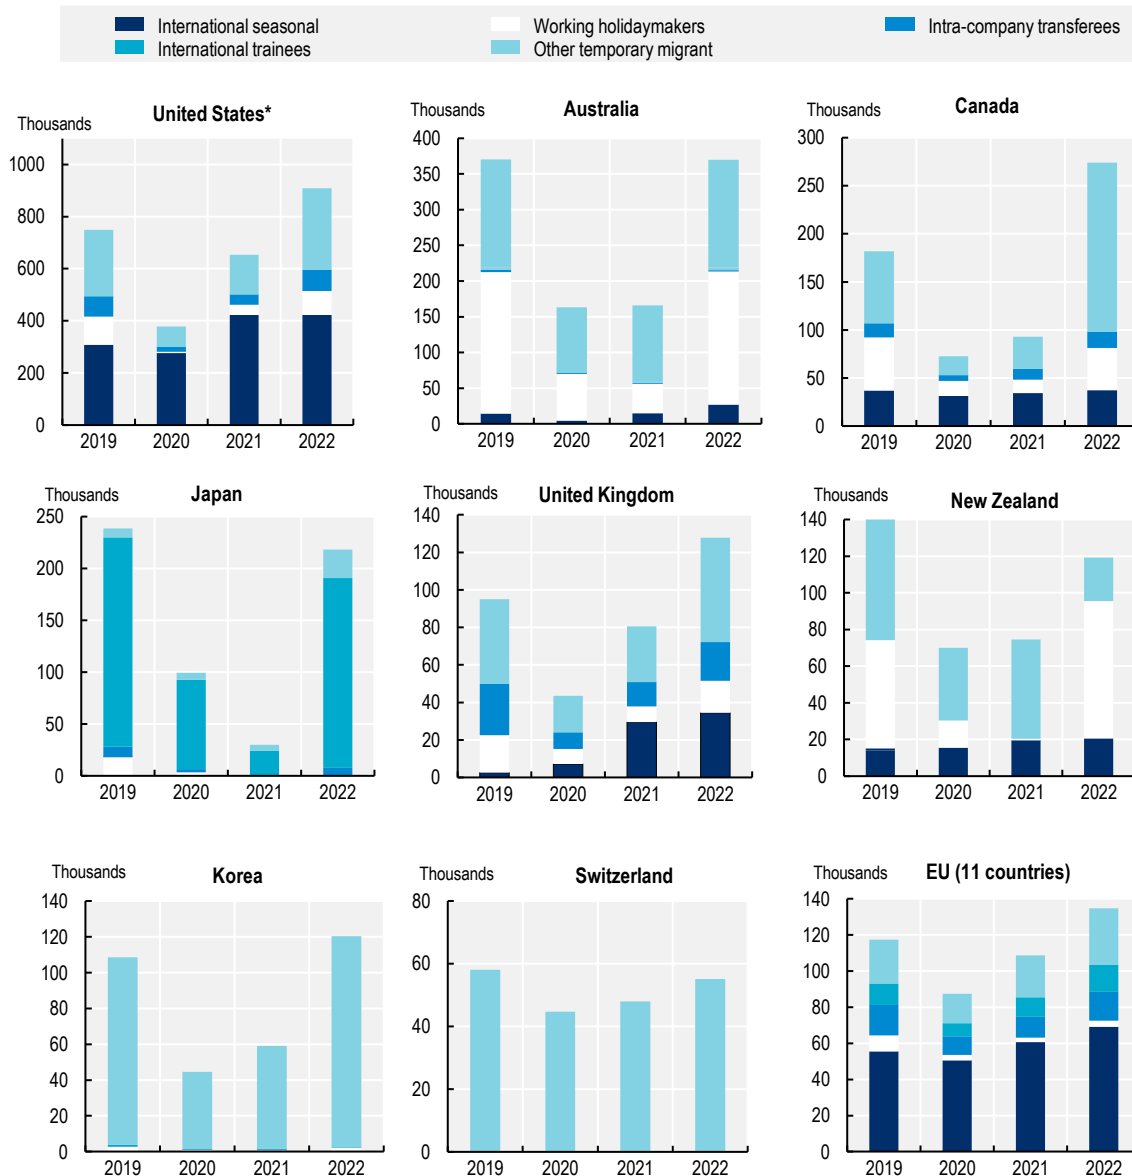 International seasonal
Working holidaymakers
Intra-company transferees
International trainees
Other temporary migrant
United States*
Thousands
1000
800
600
400
200
0
2019 2020 2021 2022
Australia
Thousands
400
350
300
250
200
150
100
50
0
2019 2020 2021 2022
Canada
Thousands
300
250
200
150
100
50
0
2019 2020 2021 2022
Japan
Thousands
250
200
150
100
50
0
2019 2020 2021 2022
United Kingdom
Thousands
140
120
100
80
60
40
20
0
2019 2020 2021 2022
New Zealand
Thousands
140
120
100
80
60
40
20
0
2019 2020 2021 2022
Korea
Thousands
140
120
100
80
60
40
20
0
2019 2020 2021 2022
Switzerland
Thousands
80
60
40
20
0
2019 2020 2021 2022
EU (11 countries)
Thousands
140
120
100
80
60
40
20
0
2019 2020 2021 2022